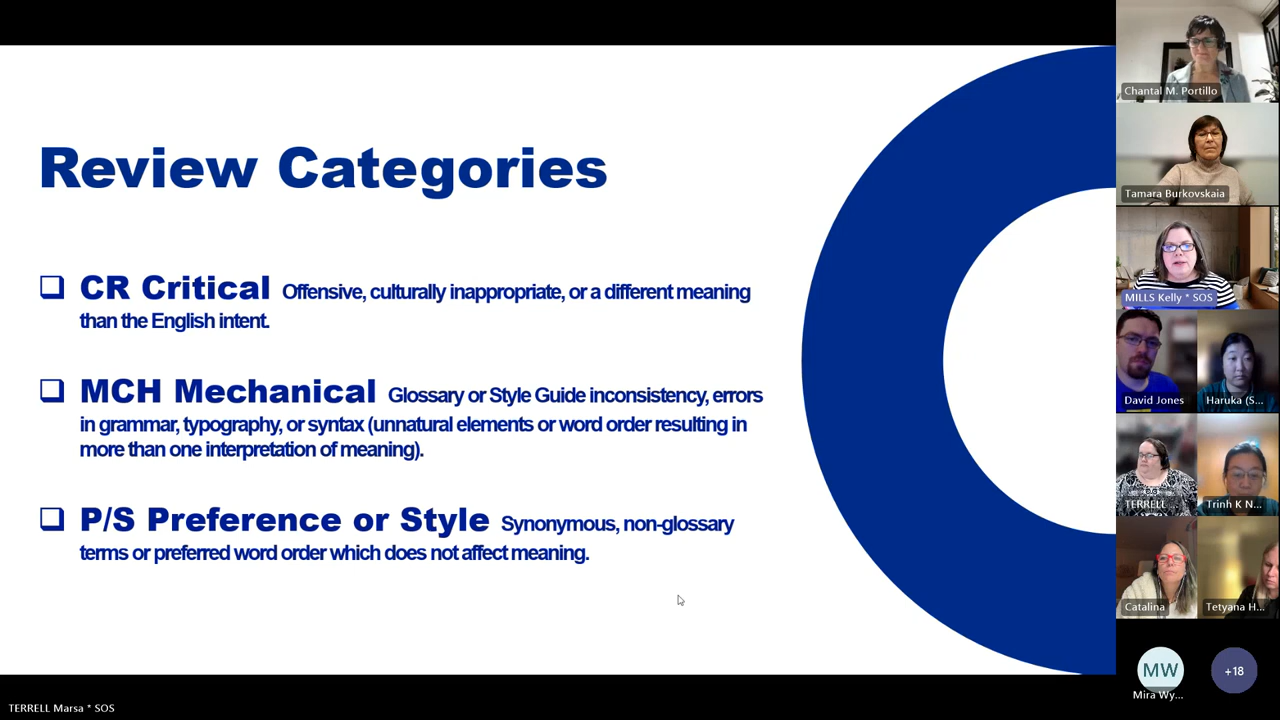 Review Categories
❑ CR Critical Offensive, culturally inappropriate, or a different meaning
than the English intent.
❑ MCH Mechanical Glossary or Style Guide inconsistency, errors
in grammar, typography, or syntax (unnatural elements or word order resulting in
more than one interpretation of meaning).
❑ P/S Preference or Style Synonymous, non-glossary
terms or preferred word order which does not affect meaning.
Chantal M. Portillo
Tamara Burkovskaia
MILLS Kelly * SOS
David Jones
Haruka (S...
TERRELL ...
Trinh K N...
Catalina
Tetyana H...
MW
Mira Wy...
+18
TERRELL Marsa * SOS